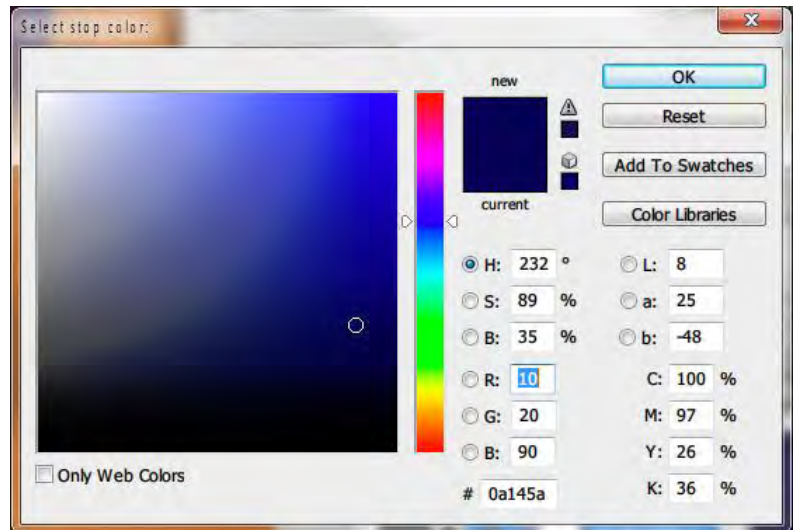 Select stop color:
new
OK
Reset
Add To Swatches
current
Color Libraries
H: 232 ° L: 8
S: 89 % a: 25
B: 35 % b: -48
R: 10 C: 100 %
G: 20 M: 97 %
B: 90 Y: 26 %
Only Web Colors
# 0a145a K: 36 %